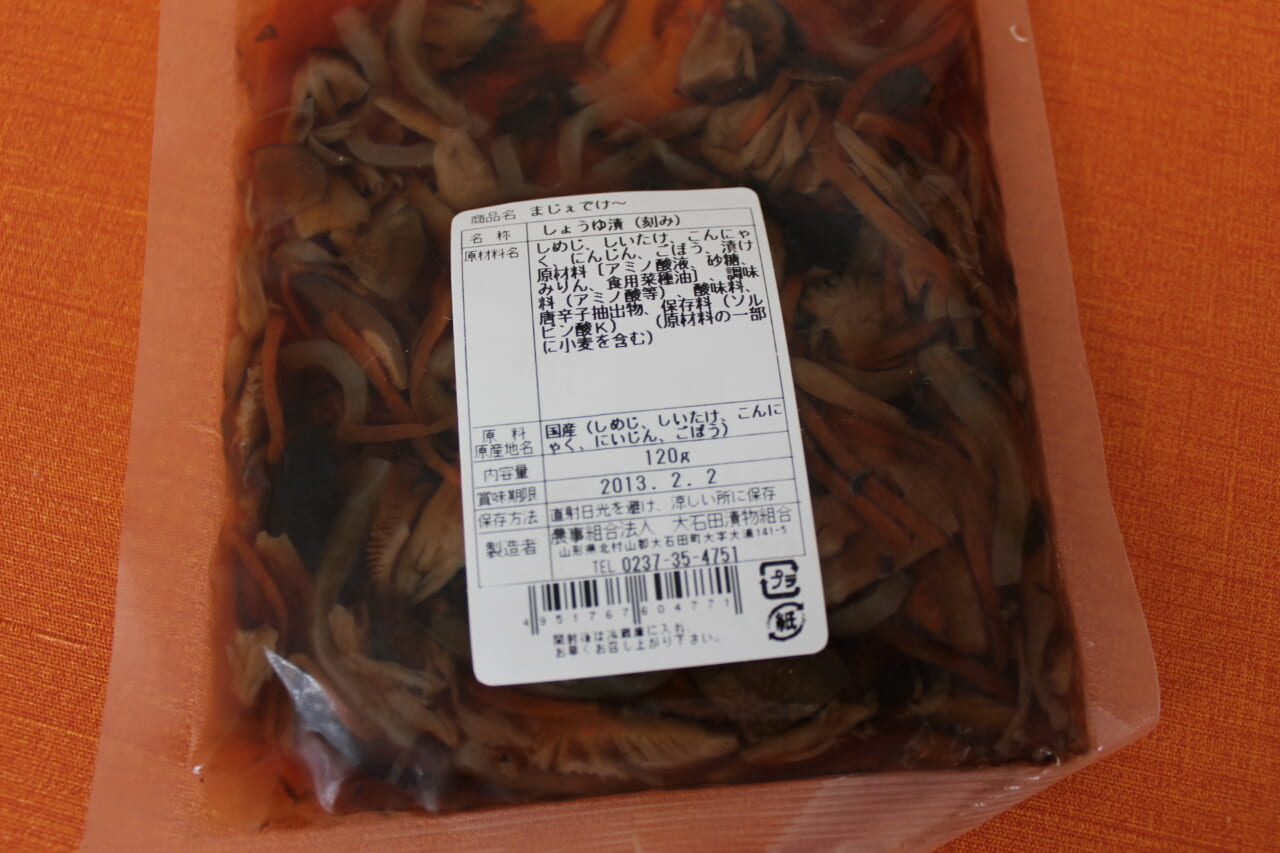 商品名 まじぇでけ～
名称 しょうゆ漬（刻み）
原材料名 しめじ、しいたけ、こんにゃ
く、にんじん、ごぼう、漬け
原材料［アミノ酸液、砂糖、
みりん、食用菜種油］、調味
料（アミノ酸等）、酸味料、
唐辛子抽出物、保存料（ソル
ビン酸K）（原材料の一部
に小麦を含む）
原料 国産（しめじ、しいたけ、こんに
原産地名 ゃく、にいじん、ごぼう）
内容量 120g
賞味期限 2013. 2. 2
保存方法 直射日光を避け、涼しい所に保存
製造者 農事組合法人 大石田漬物組合
山形県北村山郡大石田町大字大浦141-5
TEL 0237-35-4751
プラ
4951767604771
紙
開封後は冷蔵庫に入れ、
お早くお召し上がり下さい。